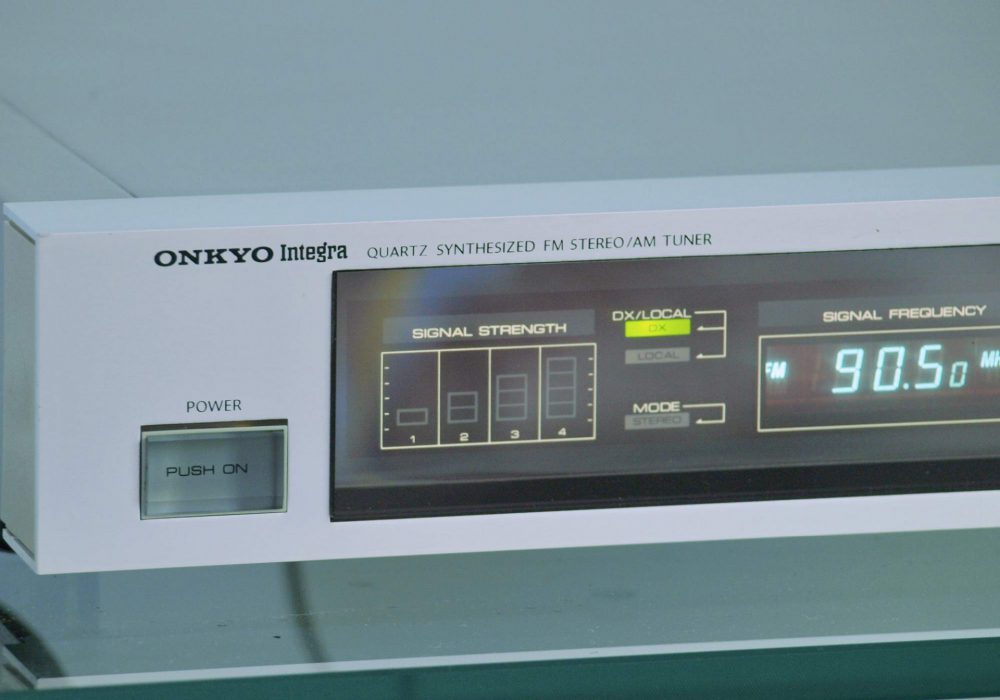 ONKYO Integra QUARTZ SYNTHESIZED FM STEREO/AM TUNER
SIGNAL STRENGTH
1 2 3 4
DX/LOCAL
DX
LOCAL
MODE
STEREO
SIGNAL FREQUENCY
FM 90.50
POWER
PUSH ON